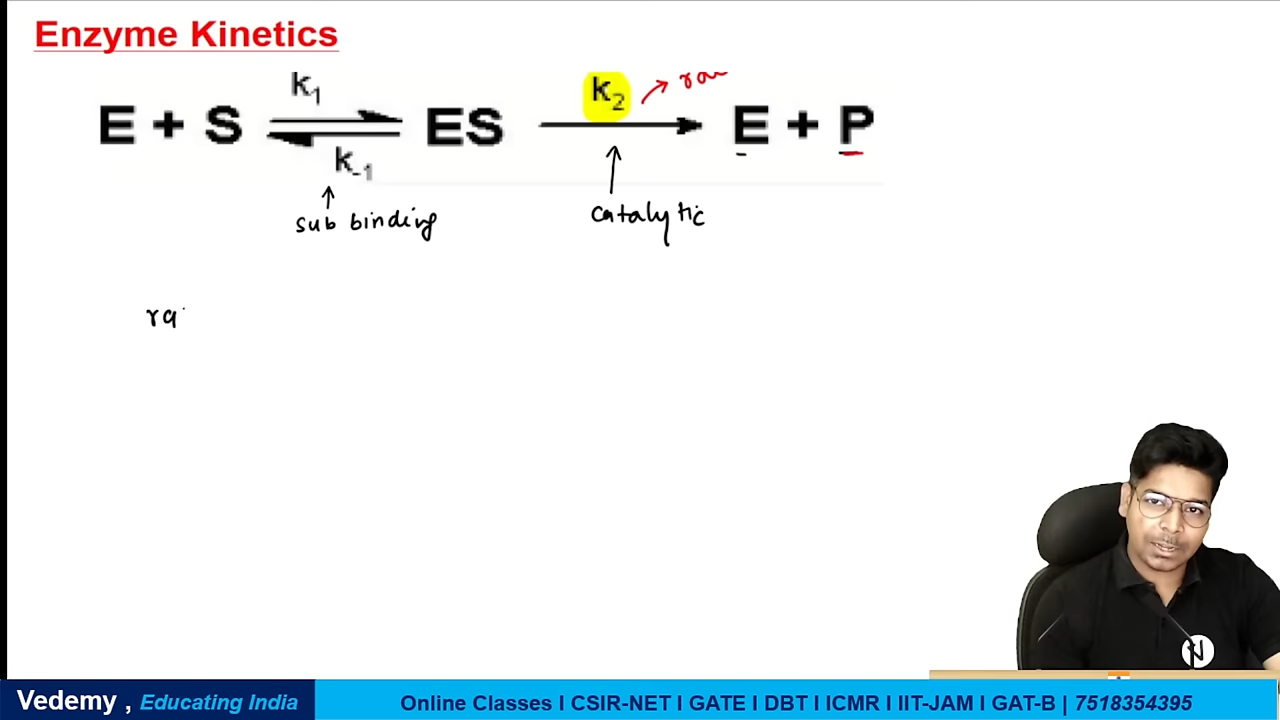 Enzyme Kinetics
k1
k2
E + S ES E + P
k-1
sub binding
catalytic
Vedemy , Educating India
Online Classes I CSIR-NET I GATE I DBT I ICMR I IIT-JAM I GAT-B | 7518354395